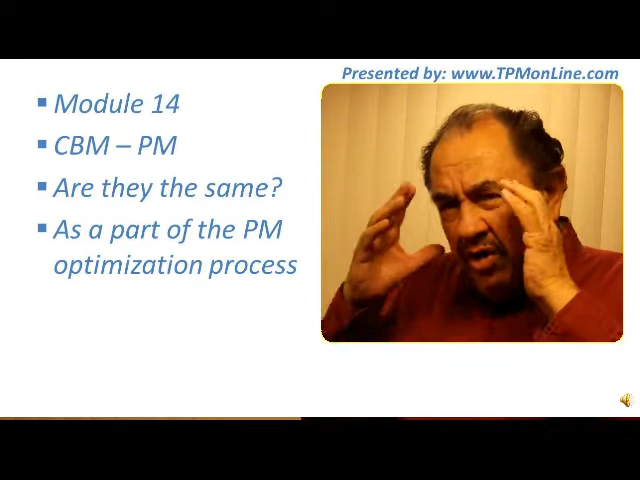 Presented by: www.TPMonLine.com
▪ Module 14
▪ CBM – PM
▪ Are they the same?
▪ As a part of the PM
optimization process